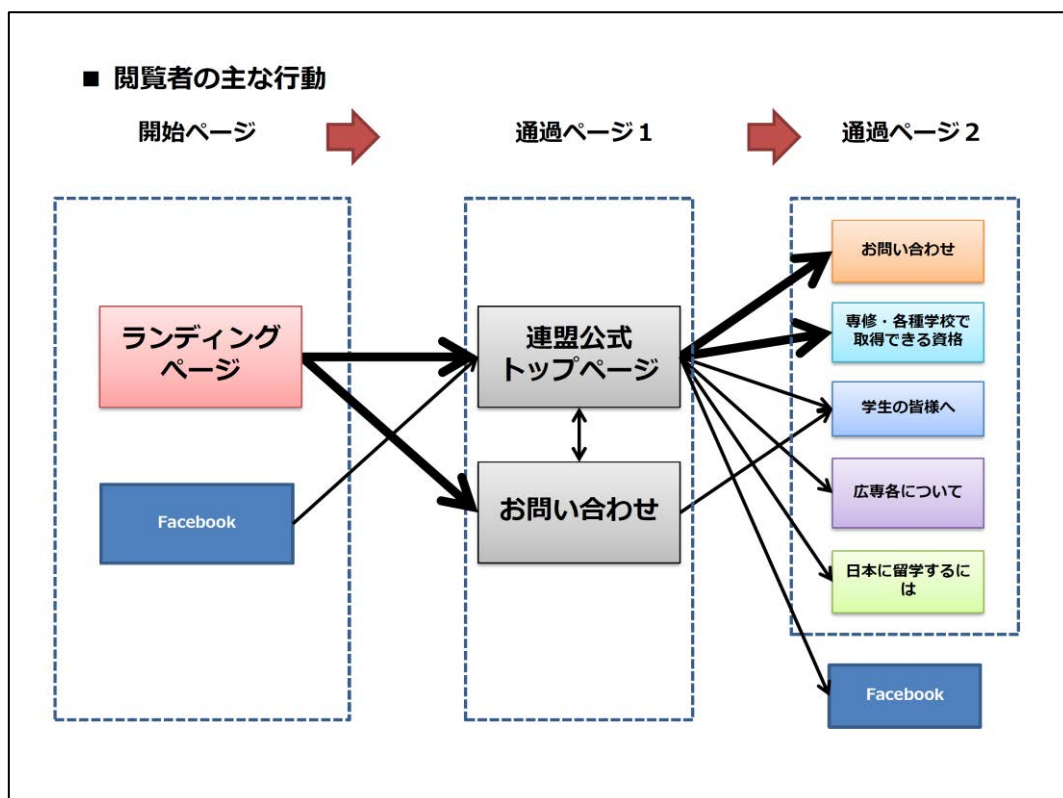 ■ 閲覧者の主な行動
開始ページ
通過ページ１
通過ページ２
ランディング
ページ
Facebook
連盟公式
トップページ
お問い合わせ
お問い合わせ
専修・各種学校で
取得できる資格
学生の皆様へ
広専各について
日本に留学するに
は
Facebook